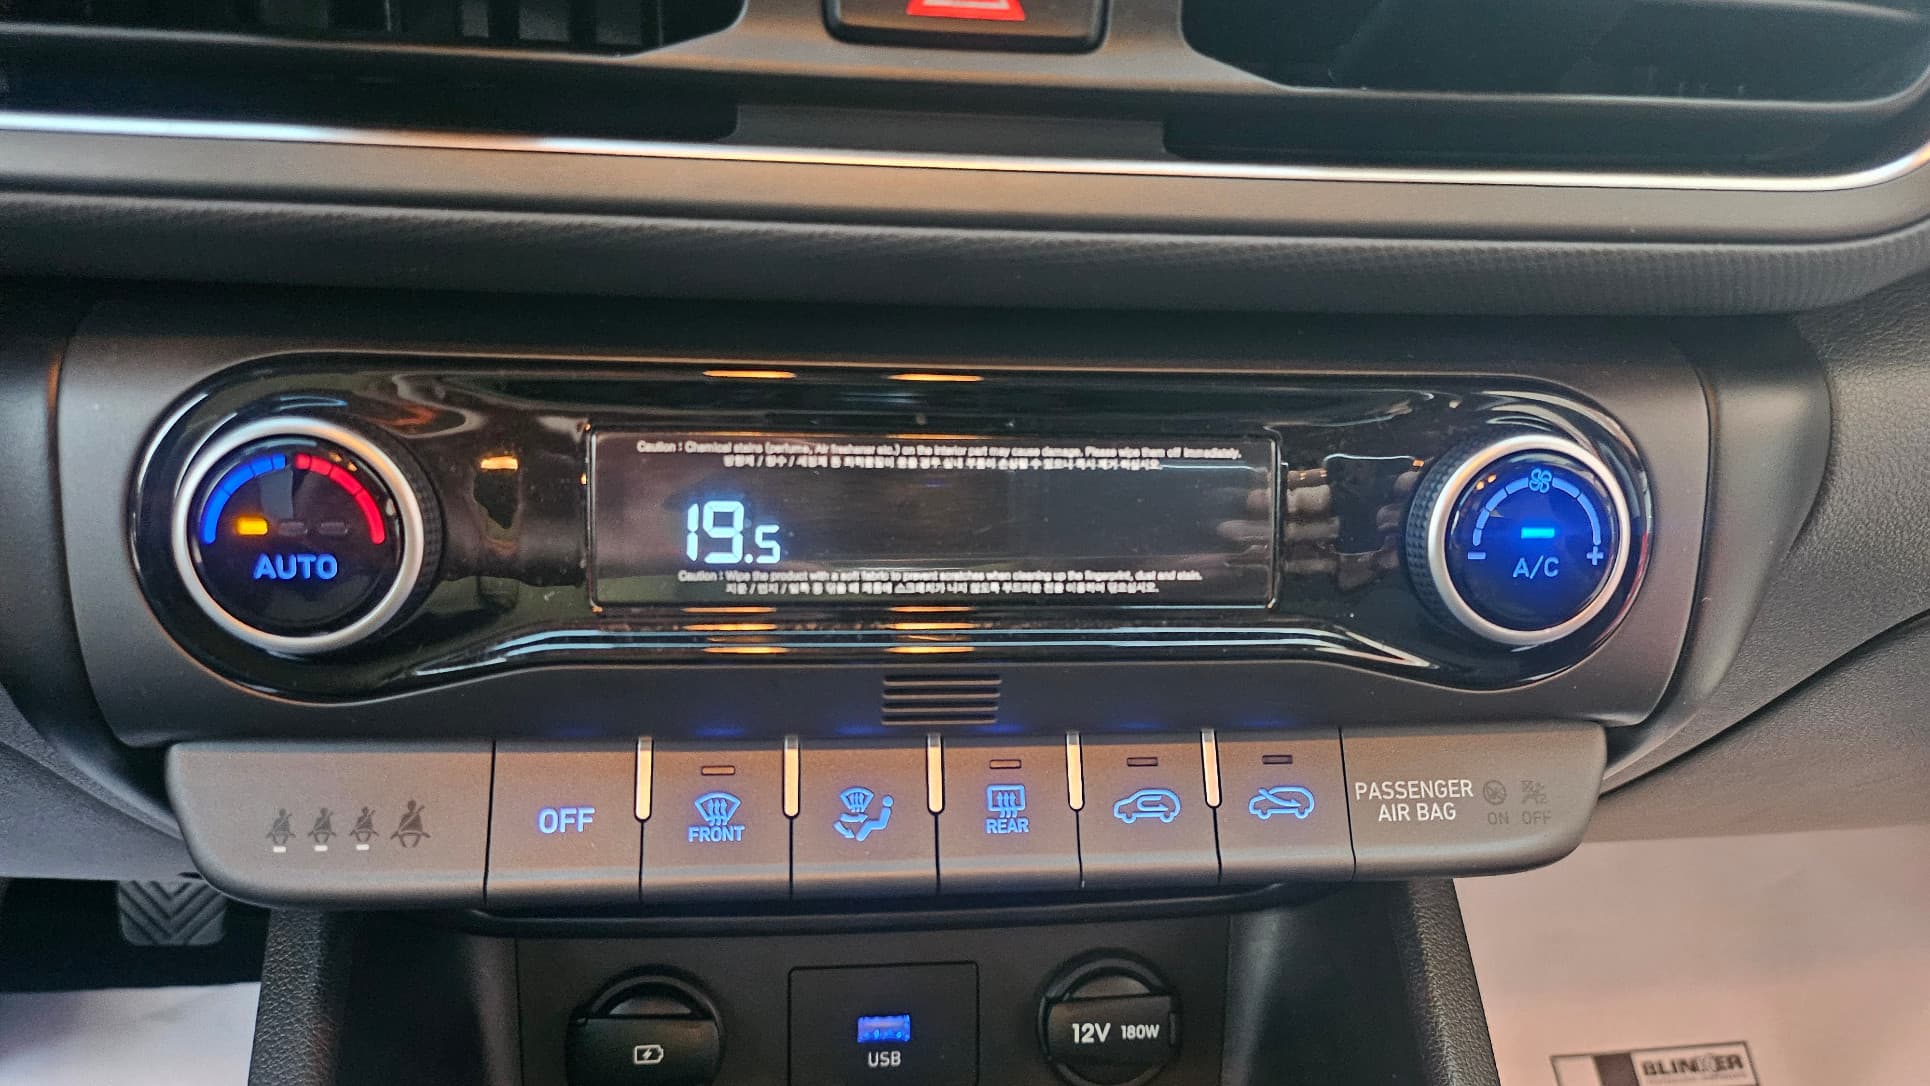 Caution : Chemical stains (perfume, Air freshener etc.) on the interior part may cause damage. Please wipe them off immediately.
19.5
Caution : Wipe the product with a soft fabric to prevent scratches when cleaning up the fingerprint, dust and stain.
AUTO
A/C
- +
OFF
FRONT
REAR
PASSENGER
AIR BAG
ON OFF
USB
12V 180W